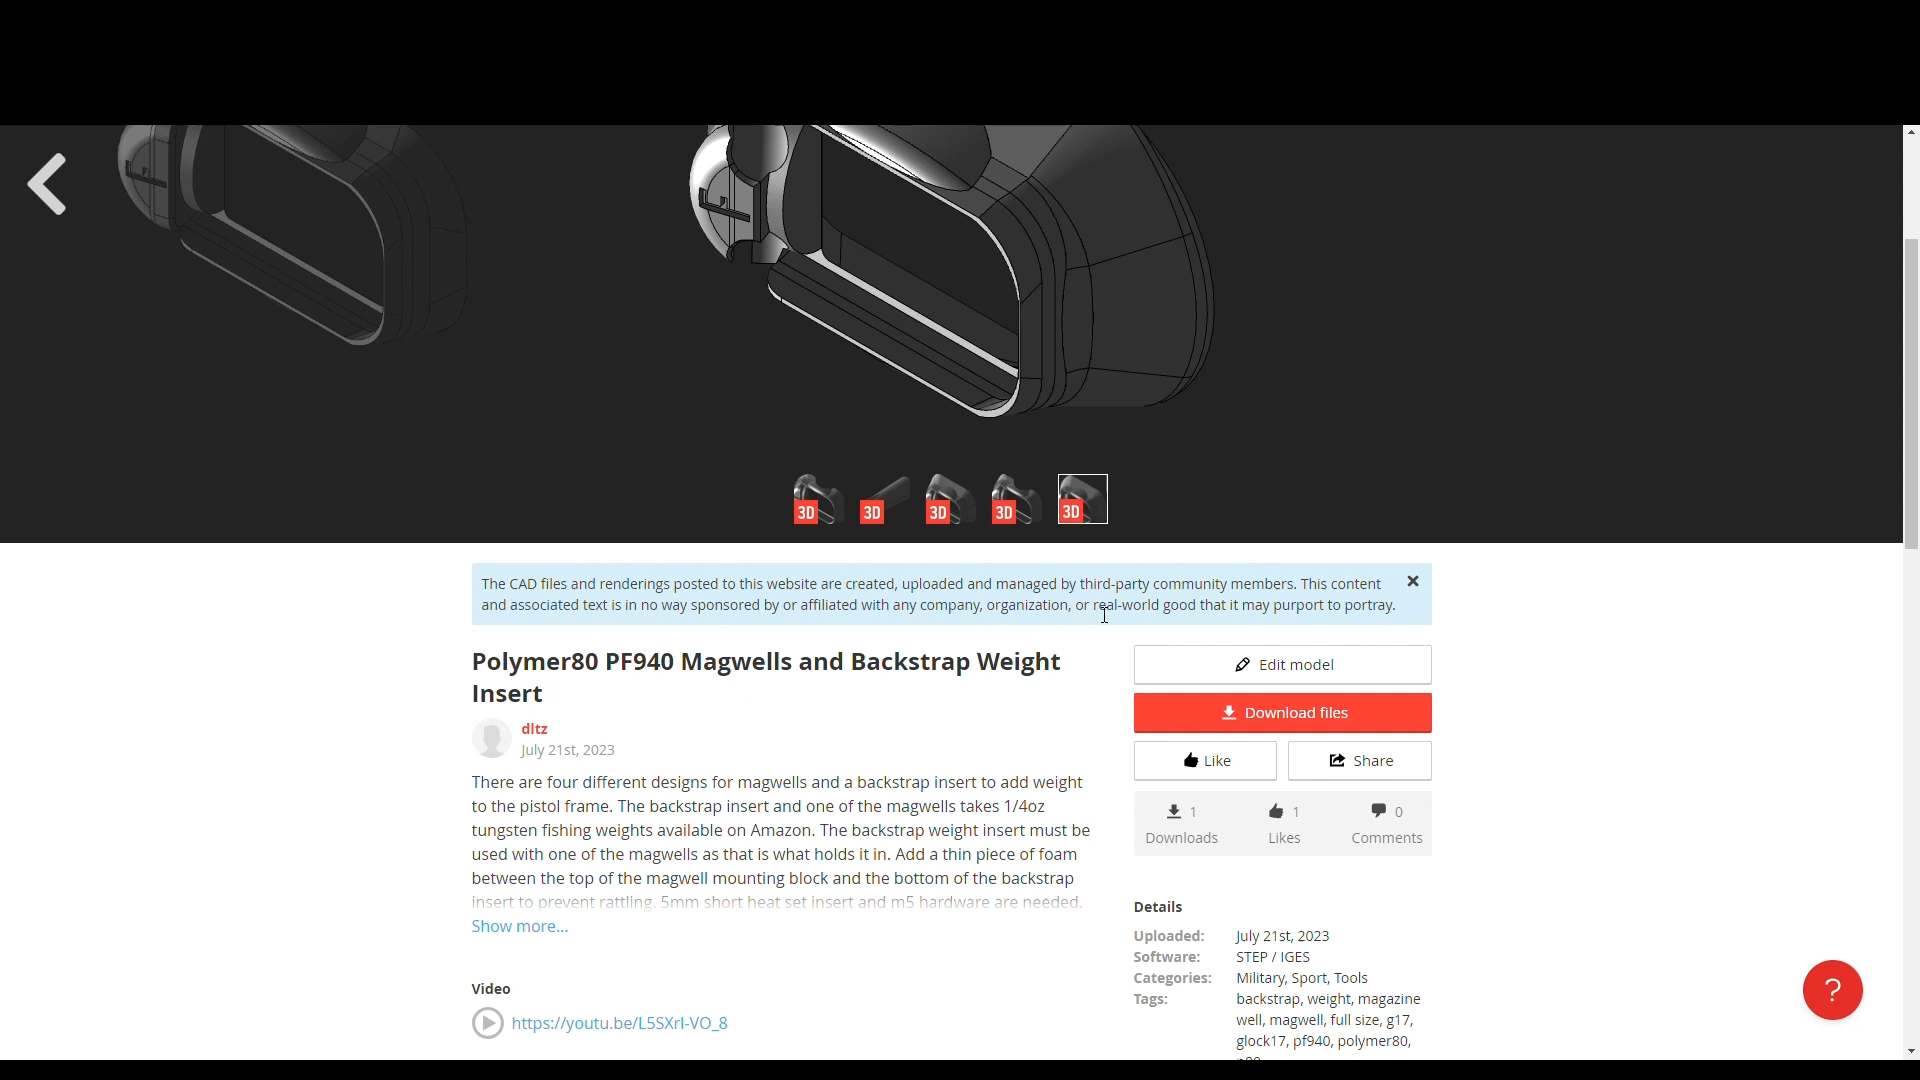 3D 3D 3D 3D 3D
The CAD files and renderings posted to this website are created, uploaded and managed by third-party community members. This content
and associated text is in no way sponsored by or affiliated with any company, organization, or real-world good that it may purport to portray.
Polymer80 PF940 Magwells and Backstrap Weight
Insert
dltz
July 21st, 2023
There are four different designs for magwells and a backstrap insert to add weight
to the pistol frame. The backstrap insert and one of the magwells takes 1/4oz
tungsten fishing weights available on Amazon. The backstrap weight insert must be
used with one of the magwells as that is what holds it in. Add a thin piece of foam
between the top of the magwell mounting block and the bottom of the backstrap
insert to prevent rattling. 5mm short heat set insert and m5 hardware are needed.
Show more...
Video
https://youtu.be/L5SXrI-VO_8
Edit model
Download files
Like Share
1 1 0
Downloads Likes Comments
Details
Uploaded: July 21st, 2023
Software: STEP / IGES
Categories: Military, Sport, Tools
Tags: backstrap, weight, magazine
well, magwell, full size, g17,
glock17, pf940, polymer80,
?